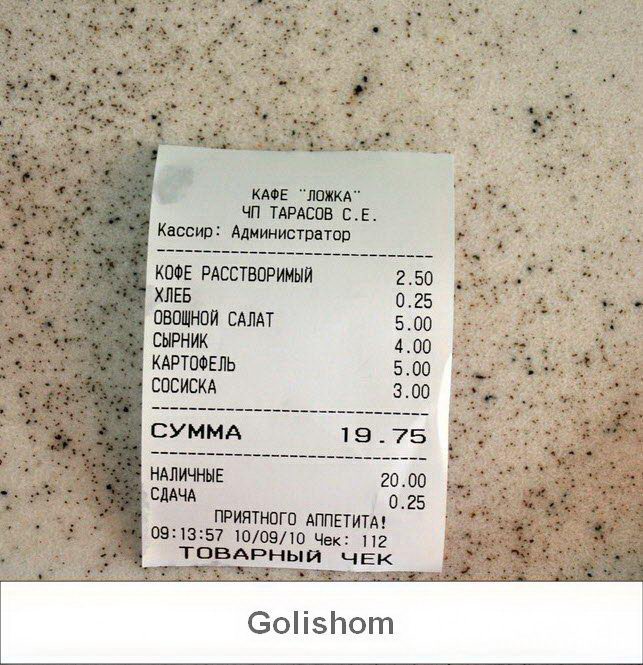 КАФЕ "ЛОЖКА"
ЧП ТАРАСОВ С.Е.
Кассир: Администратор
КОФЕ РАССТВОРИМЫЙ 2.50
ХЛЕБ 0.25
ОВОЩНОЙ САЛАТ 5.00
СЫРНИК 4.00
КАРТОФЕЛЬ 5.00
СОСИСКА 3.00
СУММА 19.75
НАЛИЧНЫЕ 20.00
СДАЧА 0.25
ПРИЯТНОГО АППЕТИТА!
09:13:57 10/09/10 Чек: 112
ТОВАРНЫЙ ЧЕК
Golishom